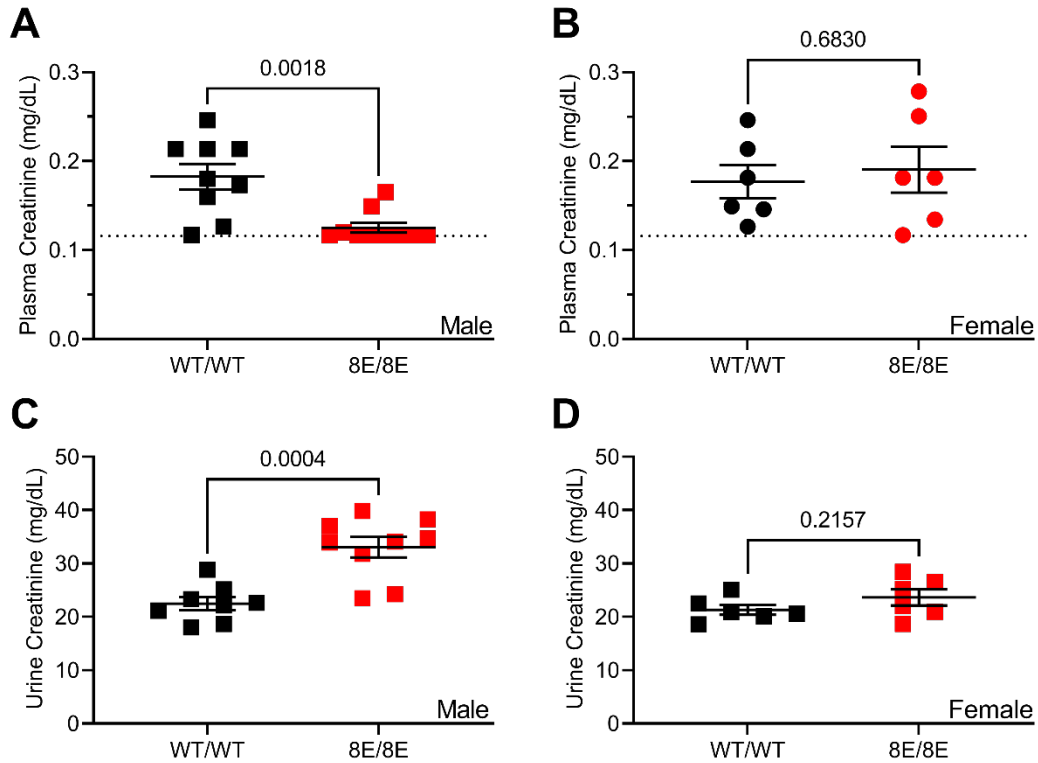 A
Plasma Creatinine (mg/dL)
0.3
0.2
0.1
0.0
0.0018
Male
WT/WT
8E/8E
B
Plasma Creatinine (mg/dL)
0.3
0.2
0.1
0.0
0.6830
Female
WT/WT
8E/8E
C
Urine Creatinine (mg/dL)
50
40
30
20
10
0
0.0004
Male
WT/WT
8E/8E
D
Urine Creatinine (mg/dL)
50
40
30
20
10
0
0.2157
Female
WT/WT
8E/8E